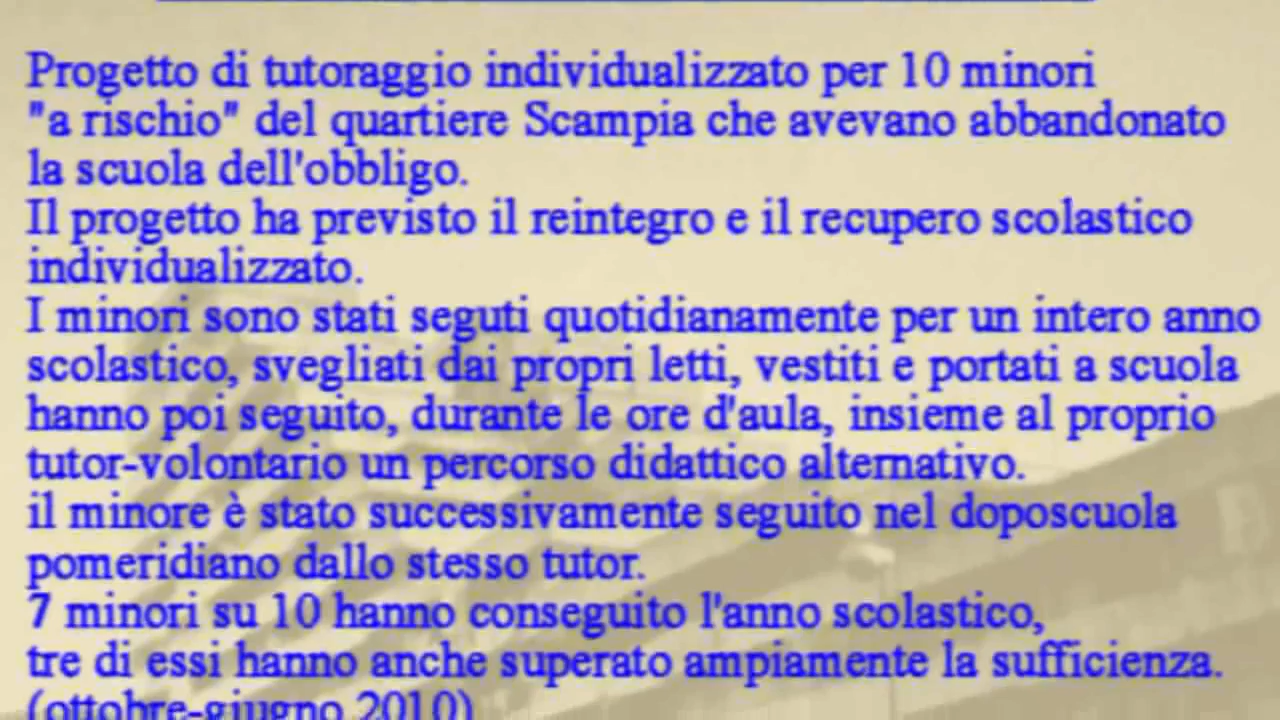 Progetto di tutoraggio individualizzato per 10 minori
"a rischio" del quartiere Scampia che avevano abbandonato
la scuola dell'obbligo.
Il progetto ha previsto il reintegro e il recupero scolastico
individualizzato.
I minori sono stati seguti quotidianamente per un intero anno
scolastico, svegliati dai propri letti, vestiti e portati a scuola
hanno poi seguito, durante le ore d'aula, insieme al proprio
tutor-volontario un percorso didattico alternativo.
il minore è stato successivamente seguito nel doposcuola
pomeridiano dallo stesso tutor.
7 minori su 10 hanno conseguito l'anno scolastico,
tre di essi hanno anche superato ampiamente la sufficienza.
(ottobre-giugno 2010)